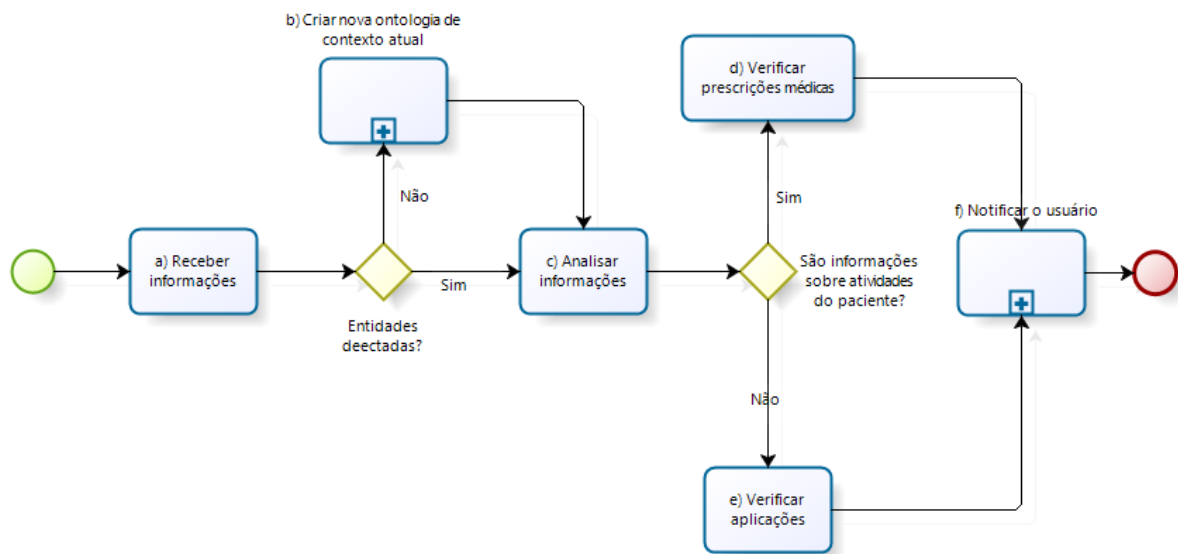 b) Criar nova ontologia de
contexto atual
d) Verificar
prescrições médicas
Não
Sim
f) Notificar o usuário
a) Receber
informações
c) Analisar
informações
São informações
sobre atividades
do paciente?
Sim
Entidades
deectadas?
Não
e) Verificar
aplicações